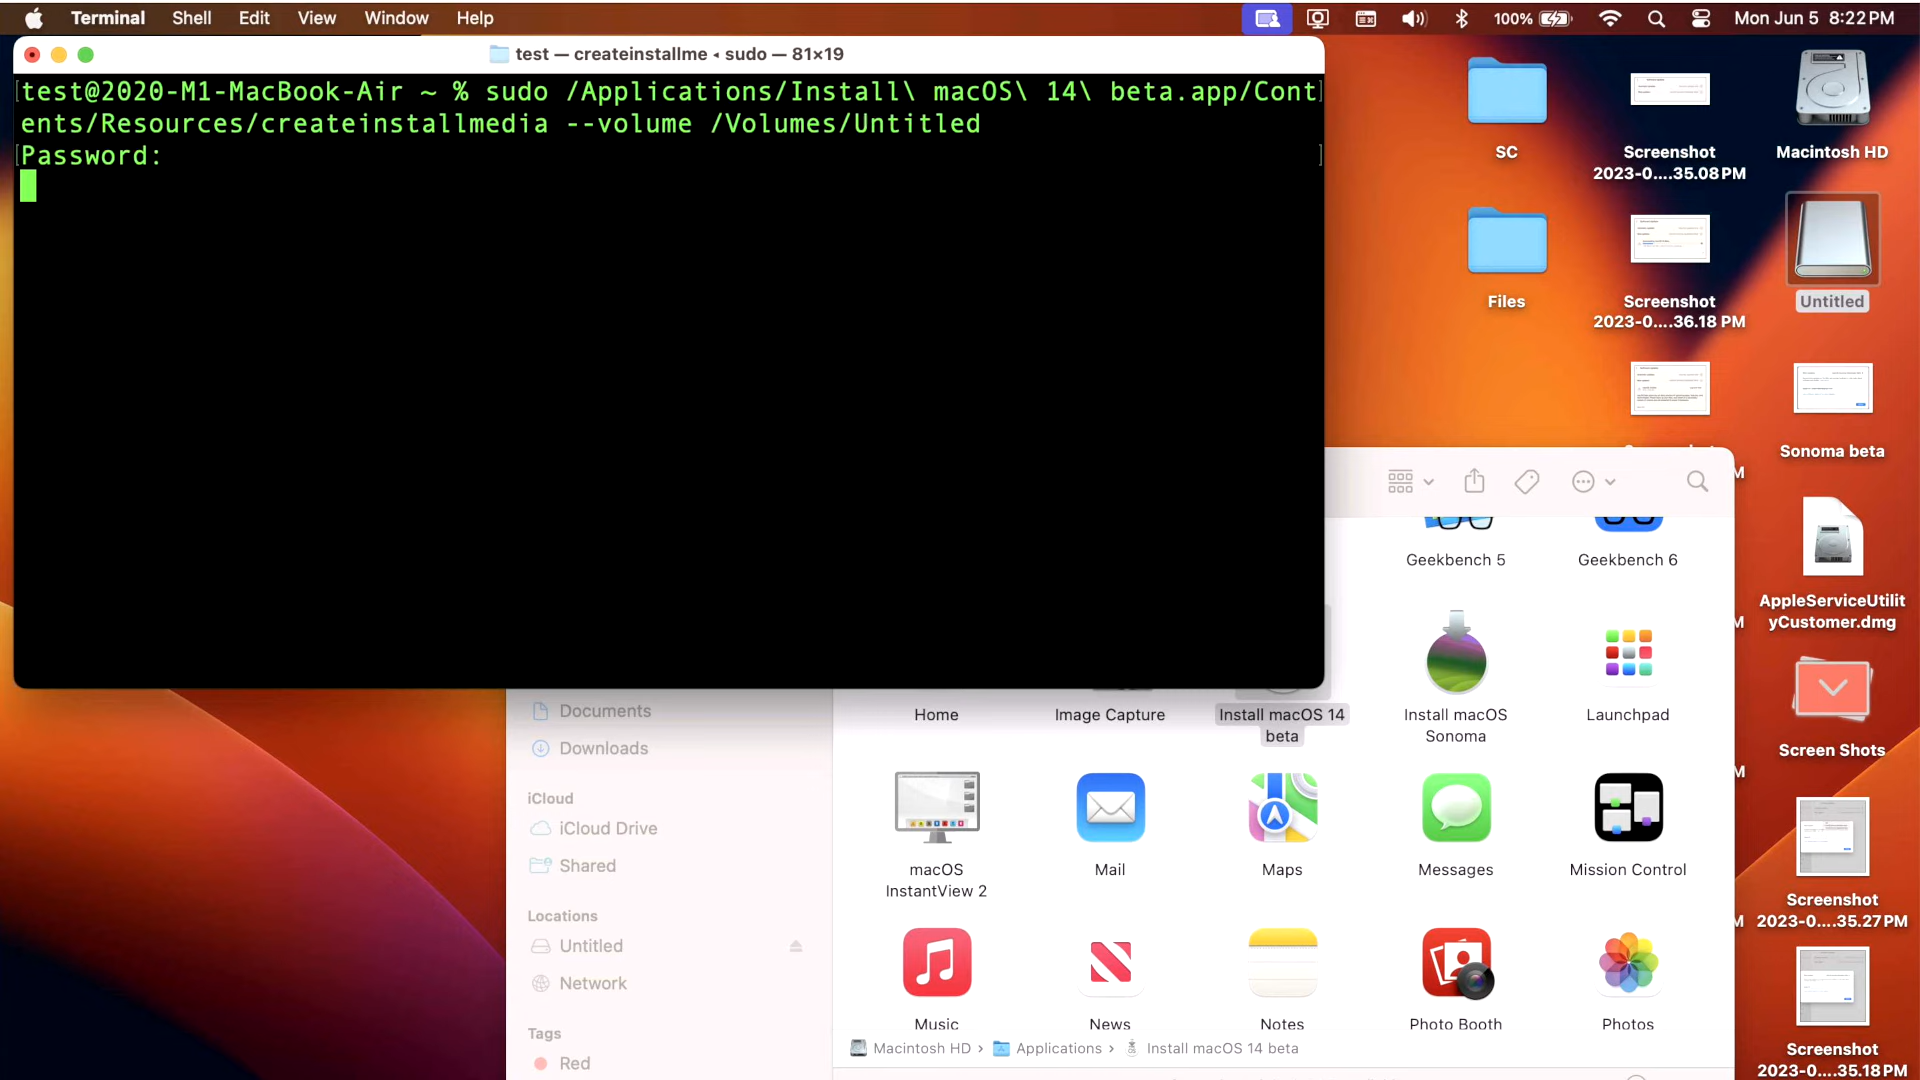 Terminal Shell Edit View Window Help 100% Mon Jun 5 8:22 PM
test — createinstallme ◂ sudo — 81×19
[test@2020-M1-MacBook-Air ~ % sudo /Applications/Install\ macOS\ 14\ beta.app/Cont]
ents/Resources/createinstallmedia --volume /Volumes/Untitled
[Password: ]
SC
Screenshot
2023-0....35.08 PM
Macintosh HD
Files
Screenshot
2023-0....36.18 PM
Untitled
Sonoma beta
AppleServiceUtilit
yCustomer.dmg
Screen Shots
Screenshot
2023-0....35.27 PM
Screenshot
2023-0....35.18 PM
Documents
Downloads
iCloud
iCloud Drive
Shared
Locations
Untitled
Network
Tags
Red
Geekbench 5
Geekbench 6
Home
Image Capture
Install macOS 14
beta
Install macOS
Sonoma
Launchpad
macOS
InstantView 2
Mail
Maps
Messages
Mission Control
Music
News
Notes
Photo Booth
Photos
Macintosh HD › Applications › Install macOS 14 beta